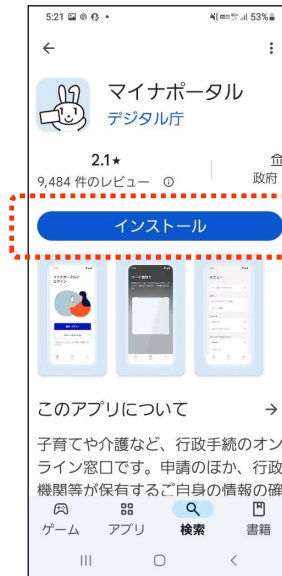 5:21 53%
マイナポータル
デジタル庁
2.1★
9,484 件のレビュー
政府
インストール
このアプリについて
子育てや介護など、行政手続のオン
ライン窓口です。申請のほか、行政
機関等が保有するご自身の情報の確
ゲーム アプリ 検索 書籍